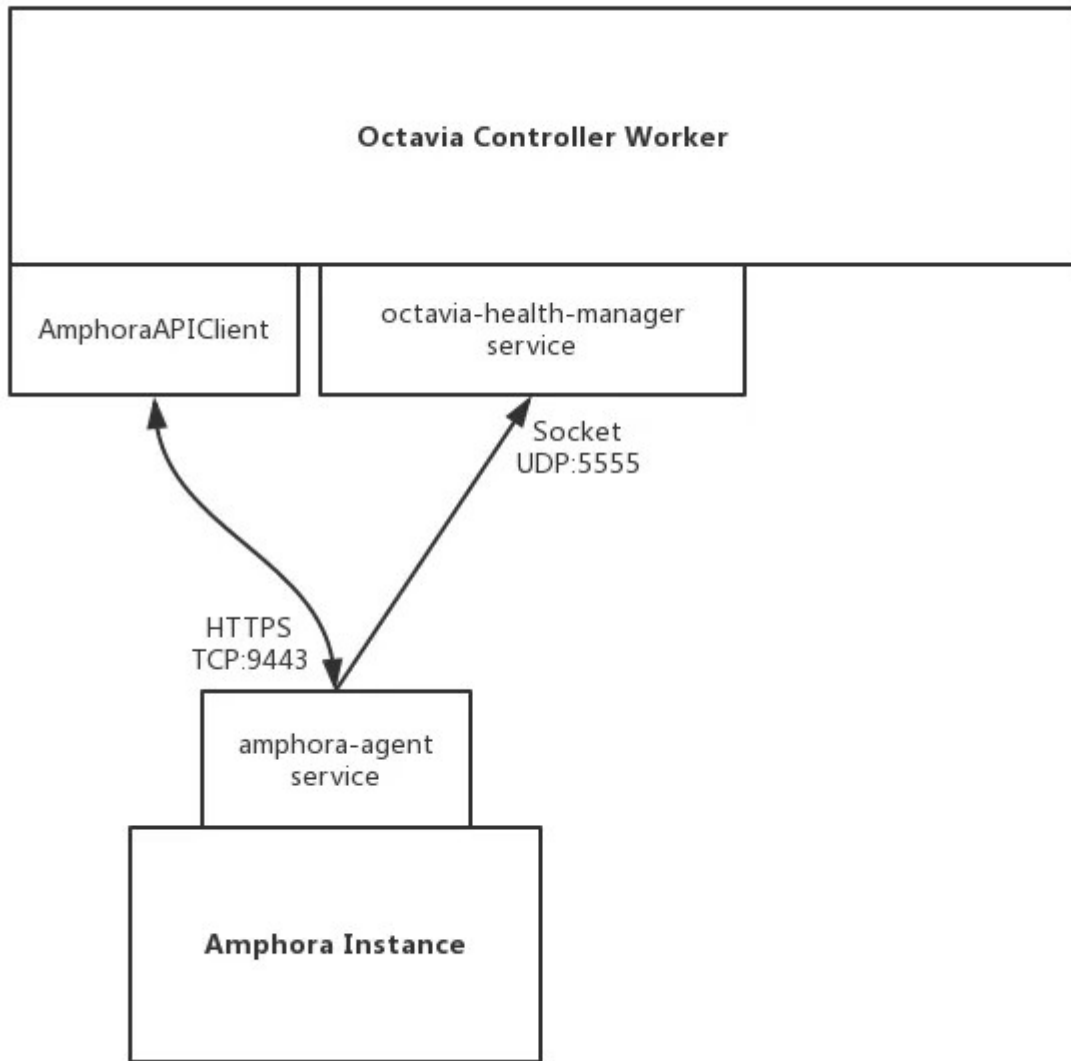 Octavia Controller Worker
AmphoraAPIClient
octavia-health-manager
service
Socket
UDP:5555
HTTPS
TCP:9443
amphora-agent
service
Amphora Instance